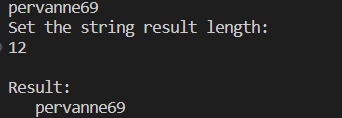 pervanne69
Set the string result length:
12
Result:
  pervanne69